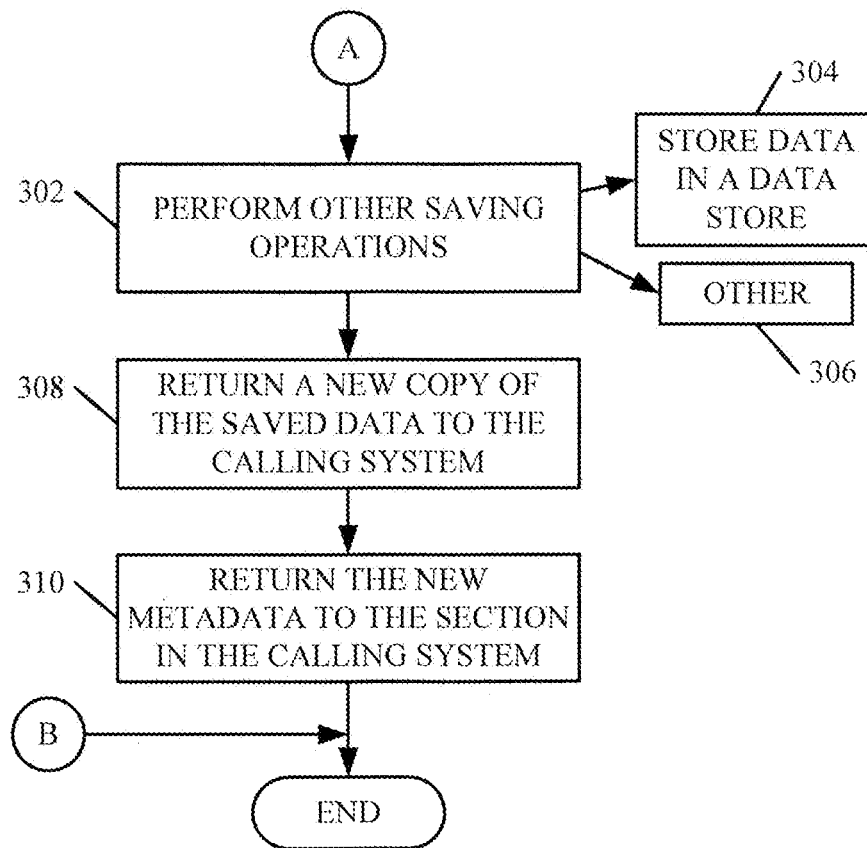 A
304
STORE DATA
IN A DATA
STORE
302
PERFORM OTHER SAVING
OPERATIONS
OTHER
306
308
RETURN A NEW COPY OF
THE SAVED DATA TO THE
CALLING SYSTEM
310
RETURN THE NEW
METADATA TO THE SECTION
IN THE CALLING SYSTEM
B
END